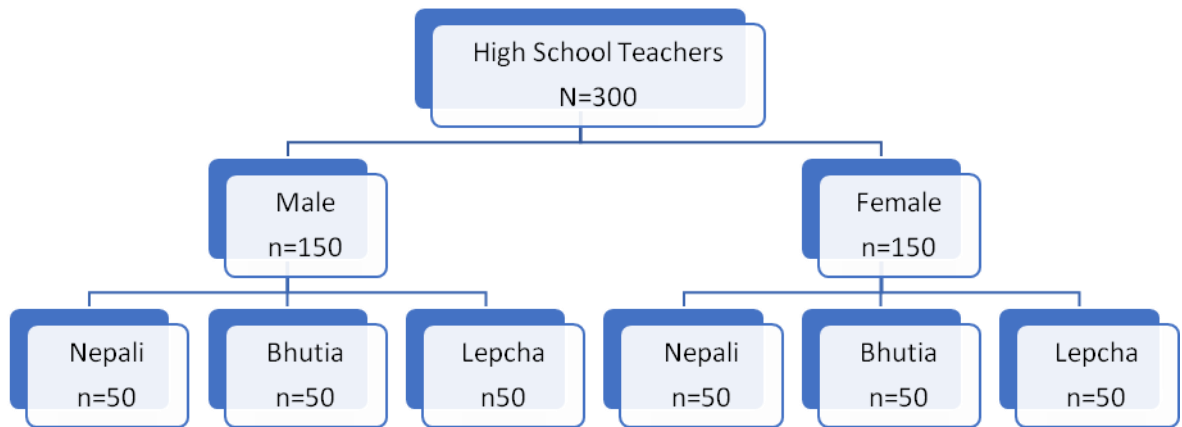 High School Teachers
N=300
Male
n=150
Female
n=150
Nepali
n=50
Bhutia
n=50
Lepcha
n50
Nepali
n=50
Bhutia
n=50
Lepcha
n=50